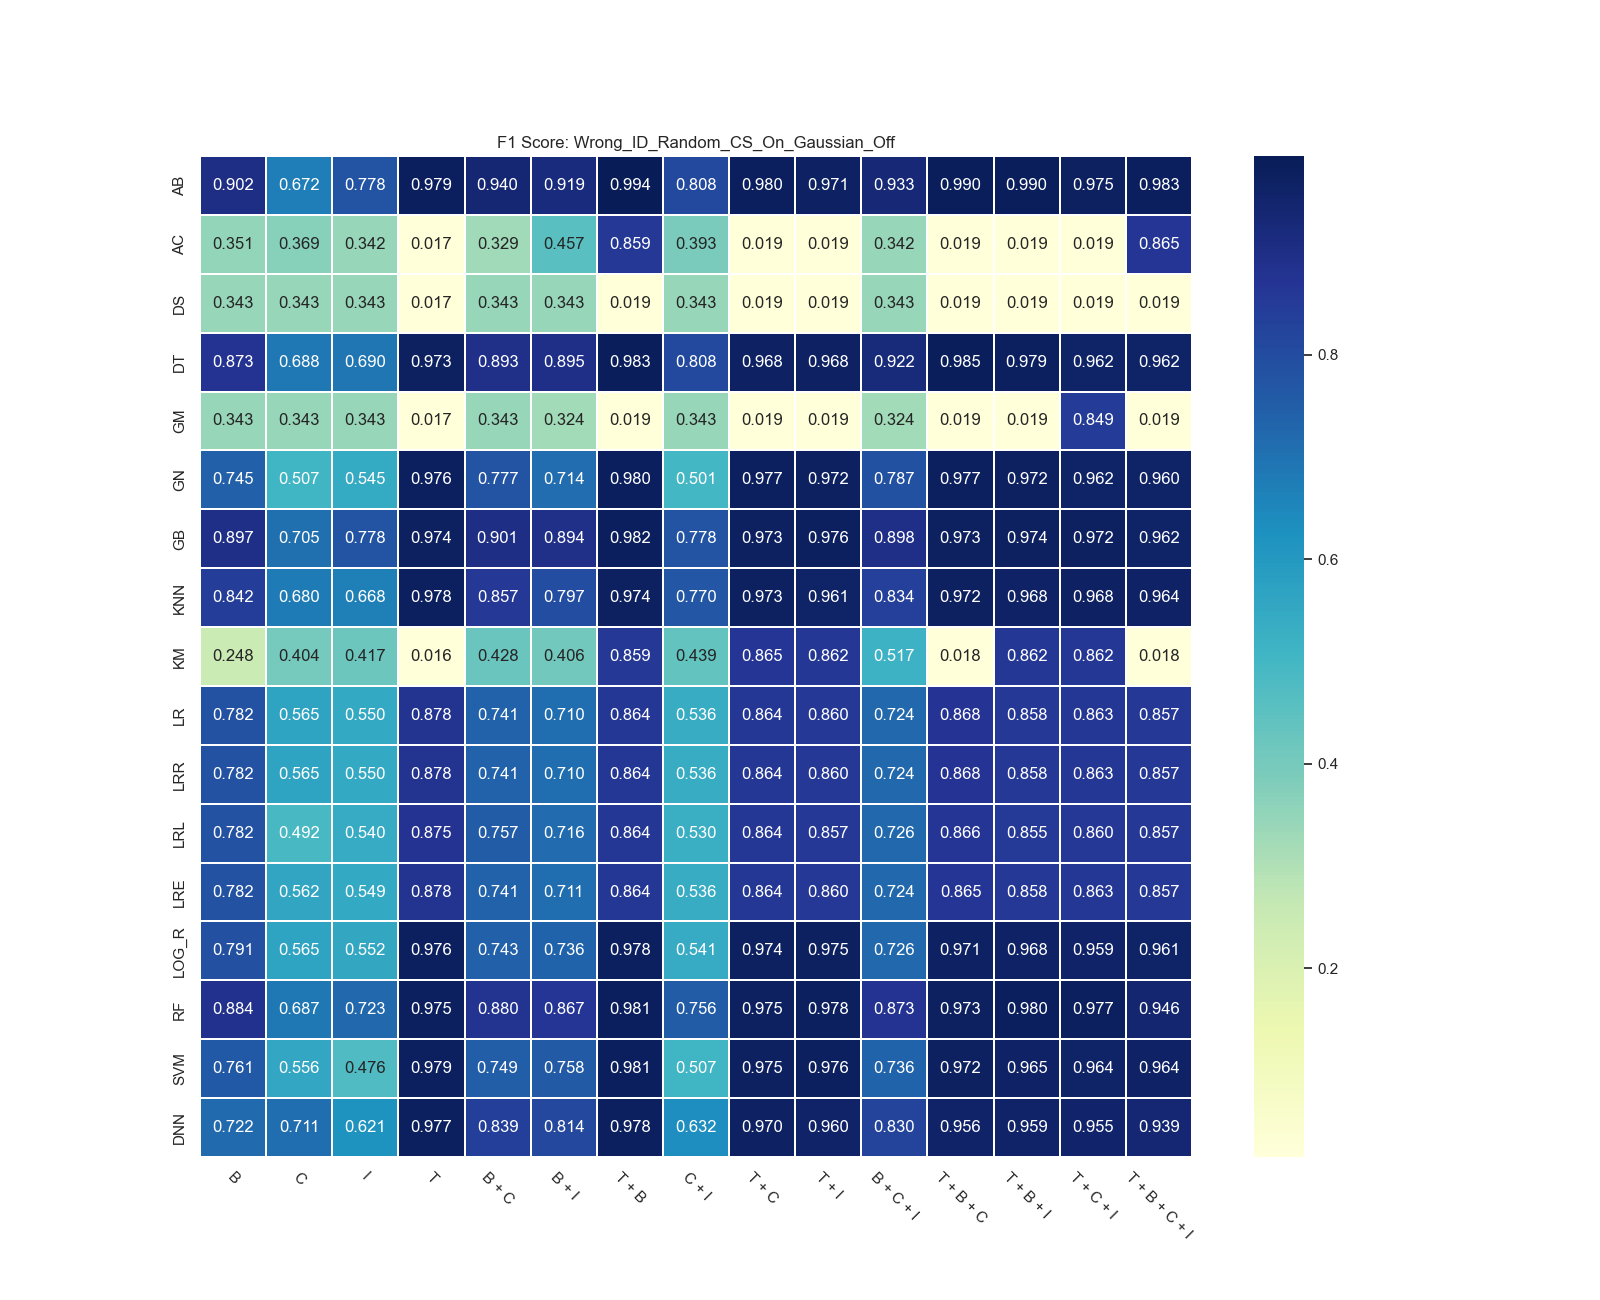 F1 Score: Wrong_ID_Random_CS_On_Gaussian_Off
AB 0.902 0.672 0.778 0.979 0.940 0.919 0.994 0.808 0.980 0.971 0.933 0.990 0.990 0.975 0.983
AC 0.351 0.369 0.342 0.017 0.329 0.457 0.859 0.393 0.019 0.019 0.342 0.019 0.019 0.019 0.865
DS 0.343 0.343 0.343 0.017 0.343 0.343 0.019 0.343 0.019 0.019 0.343 0.019 0.019 0.019 0.019
DT 0.873 0.688 0.690 0.973 0.893 0.895 0.983 0.808 0.968 0.968 0.922 0.985 0.979 0.962 0.962
GM 0.343 0.343 0.343 0.017 0.343 0.324 0.019 0.343 0.019 0.019 0.324 0.019 0.019 0.849 0.019
GN 0.745 0.507 0.545 0.976 0.777 0.714 0.980 0.501 0.977 0.972 0.787 0.977 0.972 0.962 0.960
GB 0.897 0.705 0.778 0.974 0.901 0.894 0.982 0.778 0.973 0.976 0.898 0.973 0.974 0.972 0.962
KNN 0.842 0.680 0.668 0.978 0.857 0.797 0.974 0.770 0.973 0.961 0.834 0.972 0.968 0.968 0.964
KM 0.248 0.404 0.417 0.016 0.428 0.406 0.859 0.439 0.865 0.862 0.517 0.018 0.862 0.862 0.018
LR 0.782 0.565 0.550 0.878 0.741 0.710 0.864 0.536 0.864 0.860 0.724 0.868 0.858 0.863 0.857
LRR 0.782 0.565 0.550 0.878 0.741 0.710 0.864 0.536 0.864 0.860 0.724 0.868 0.858 0.863 0.857
LRL 0.782 0.492 0.540 0.875 0.757 0.716 0.864 0.530 0.864 0.857 0.726 0.866 0.855 0.860 0.857
LRE 0.782 0.562 0.549 0.878 0.741 0.711 0.864 0.536 0.864 0.860 0.724 0.865 0.858 0.863 0.857
LOG_R 0.791 0.565 0.552 0.976 0.743 0.736 0.978 0.541 0.974 0.975 0.726 0.971 0.968 0.959 0.961
RF 0.884 0.687 0.723 0.975 0.880 0.867 0.981 0.756 0.975 0.978 0.873 0.973 0.980 0.977 0.946
SVM 0.761 0.556 0.476 0.979 0.749 0.758 0.981 0.507 0.975 0.976 0.736 0.972 0.965 0.964 0.964
DNN 0.722 0.711 0.621 0.977 0.839 0.814 0.978 0.632 0.970 0.960 0.830 0.956 0.959 0.955 0.939
B C I T B + C B + I T + B C + I T + C T + I B + C + I T + B + C T + B + I T + C + I T + B + C + I
0.8
0.6
0.4
0.2